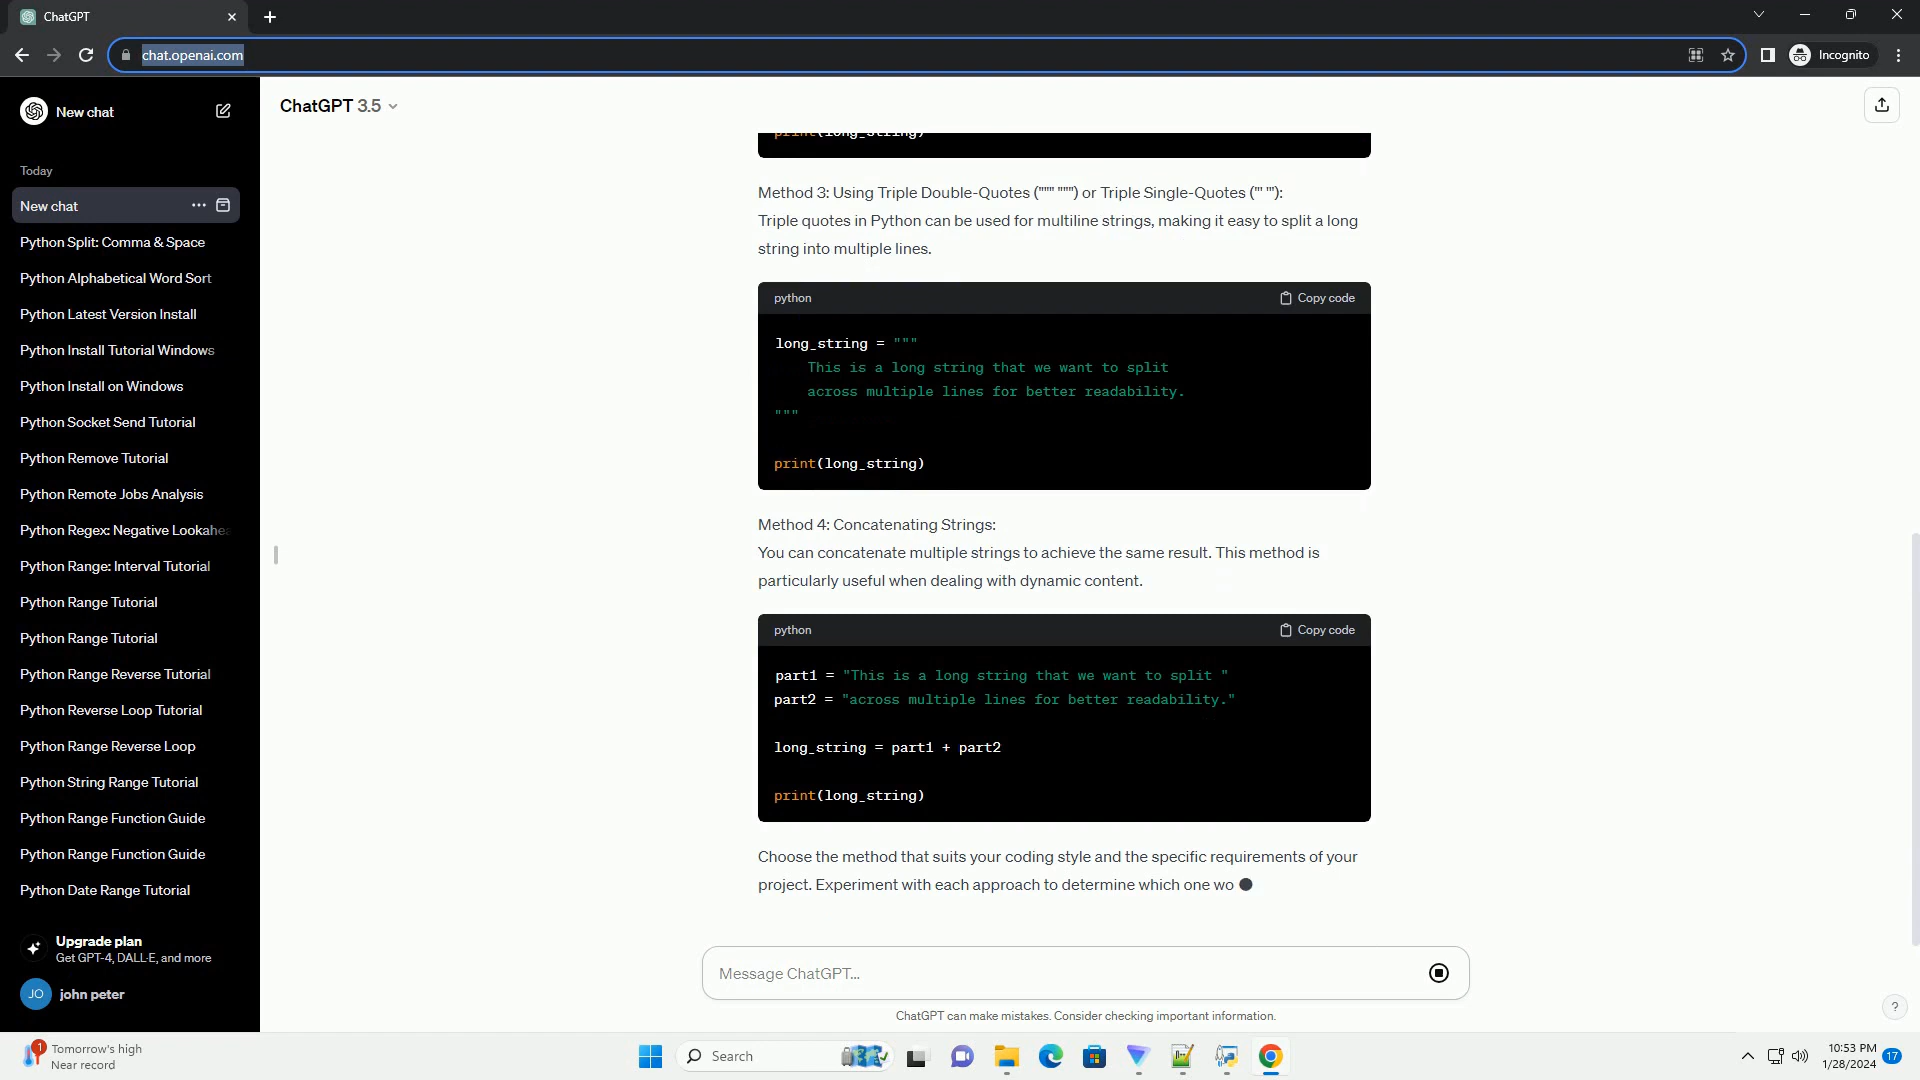 ChatGPT
chat.openai.com
Incognito
New chat
Today
New chat
Python Split: Comma & Space
Python Alphabetical Word Sort
Python Latest Version Install
Python Install Tutorial Windows
Python Install on Windows
Python Socket Send Tutorial
Python Remove Tutorial
Python Remote Jobs Analysis
Python Regex: Negative Lookahea
Python Range: Interval Tutorial
Python Range Tutorial
Python Range Tutorial
Python Range Reverse Tutorial
Python Reverse Loop Tutorial
Python Range Reverse Loop
Python String Range Tutorial
Python Range Function Guide
Python Range Function Guide
Python Date Range Tutorial
Upgrade plan
Get GPT-4, DALL·E, and more
JO john peter
ChatGPT 3.5
print(long_string)
Method 3: Using Triple Double-Quotes (""" """) or Triple Single-Quotes (''' '''):
Triple quotes in Python can be used for multiline strings, making it easy to split a long
string into multiple lines.
python Copy code
long_string = """
This is a long string that we want to split
across multiple lines for better readability.
"""
print(long_string)
Method 4: Concatenating Strings:
You can concatenate multiple strings to achieve the same result. This method is
particularly useful when dealing with dynamic content.
python Copy code
part1 = "This is a long string that we want to split "
part2 = "across multiple lines for better readability."
long_string = part1 + part2
print(long_string)
Choose the method that suits your coding style and the specific requirements of your
project. Experiment with each approach to determine which one wo
Message ChatGPT...
ChatGPT can make mistakes. Consider checking important information.
?
1
Tomorrow's high
Near record
Search
10:53 PM
1/28/2024
17